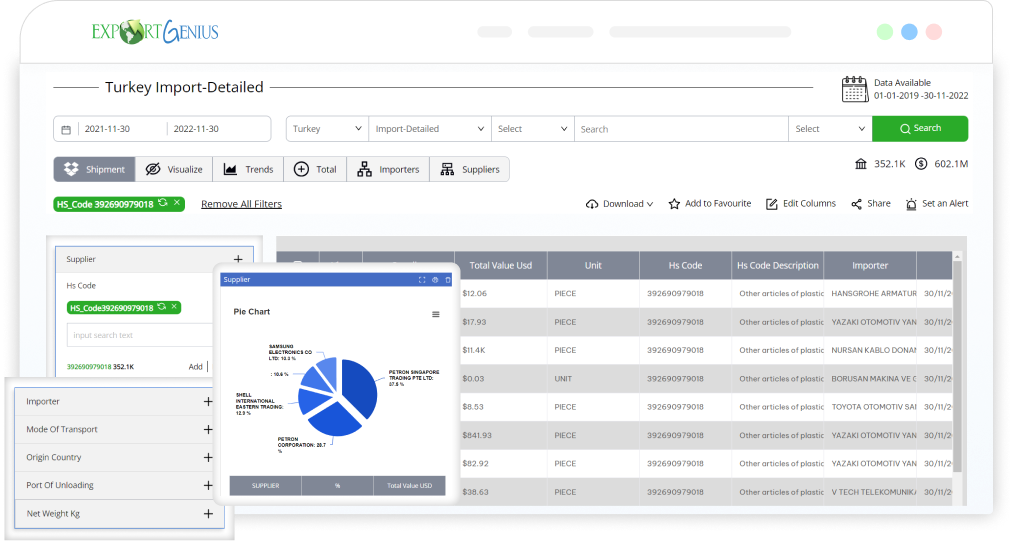 EXPORT GENIUS
Turkey Import-Detailed
Data Available
01-01-2019 -30-11-2022
2021-11-30 2022-11-30 Turkey Import-Detailed Select Search Select Search
Shipment Visualize Trends Total Importers Suppliers 352.1K 602.1M
HS_Code 392690979018 Remove All Filters Download Add to Favourite Edit Columns Share Set an Alert
Supplier
Hs Code
HS_Code392690979018
input search text
392690979018 352.1K Add
Importer
Mode Of Transport
Origin Country
Port Of Unloading
Net Weight Kg
Supplier
Pie Chart
SAMSUNG
ELECTRONICS CO
LTD: 10.3 %
: 10.6 %
PETRON SINGAPORE
TRADING PTE LTD:
37.5 %
SHELL
INTERNATIONAL
EASTERN TRADING:
12.5 %
PETRON
CORPORATION: 28.7
%
SUPPLIER % Total Value USD
Total Value Usd Unit Hs Code Hs Code Description Importer
$12.06 PIECE 392690979018 Other articles of plastic HANSGROHE ARMATUR 30/11/2
$17.93 PIECE 392690979018 Other articles of plastic YAZAKI OTOMOTIV YAN 30/11/2
$11.4K PIECE 392690979018 Other articles of plastic NURSAN KABLO DONAN 30/11/2
$0.03 UNIT 392690979018 Other articles of plastic BORUSAN MAKINA VE 30/11/2
$8.53 PIECE 392690979018 Other articles of plastic TOYOTA OTOMOTIV SAN 30/11/2
$841.93 PIECE 392690979018 Other articles of plastic YAZAKI OTOMOTIV YAN 30/11/2
$82.92 PIECE 392690979018 Other articles of plastic YAZAKI OTOMOTIV YAN 30/11/2
$38.63 PIECE 392690979018 Other articles of plastic V TECH TELEKOMUNIK 30/11/2